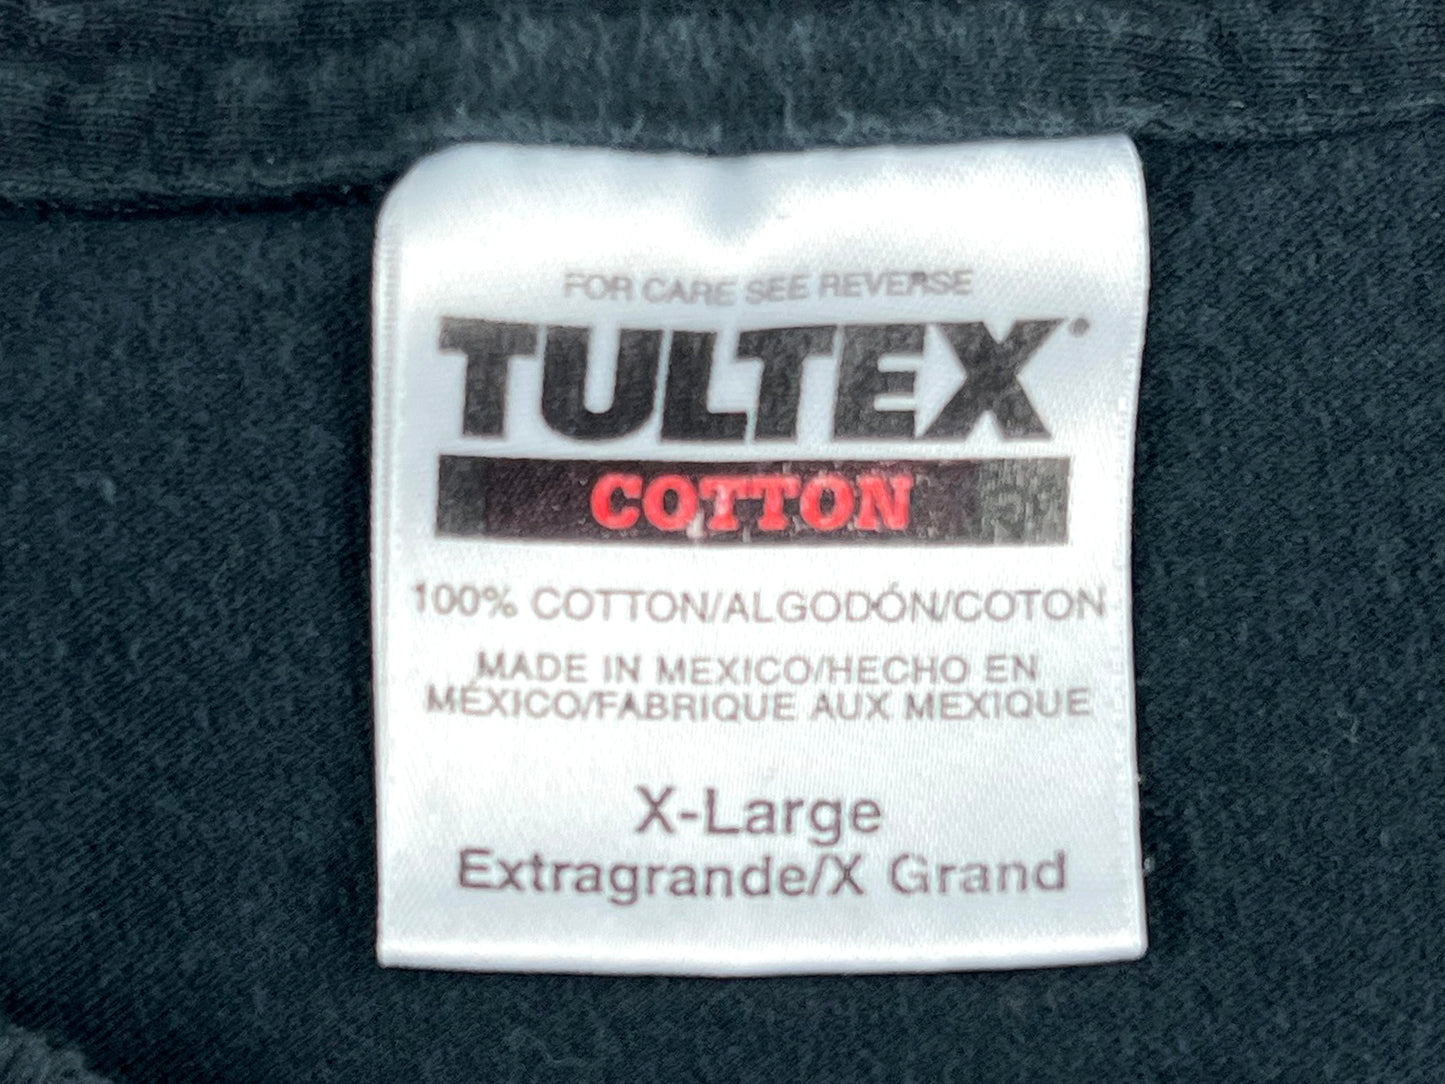 FOR CARE SEE REVERSE
TULTEX®
COTTON
100% COTTON/ALGODÓN/COTON
MADE IN MEXICO/HECHO EN
MÉXICO/FABRIQUE AUX MEXIQUE
X-Large
Extragrande/X Grand